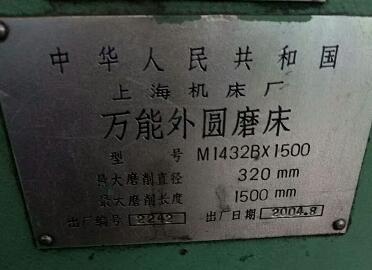 中华人民共和国
上海机床厂
万能外圆磨床
型 号 M1432BX1500
最大磨削直径 320 mm
最大磨削长度 1500 mm
出厂编号 2242 出厂日期 2004.8